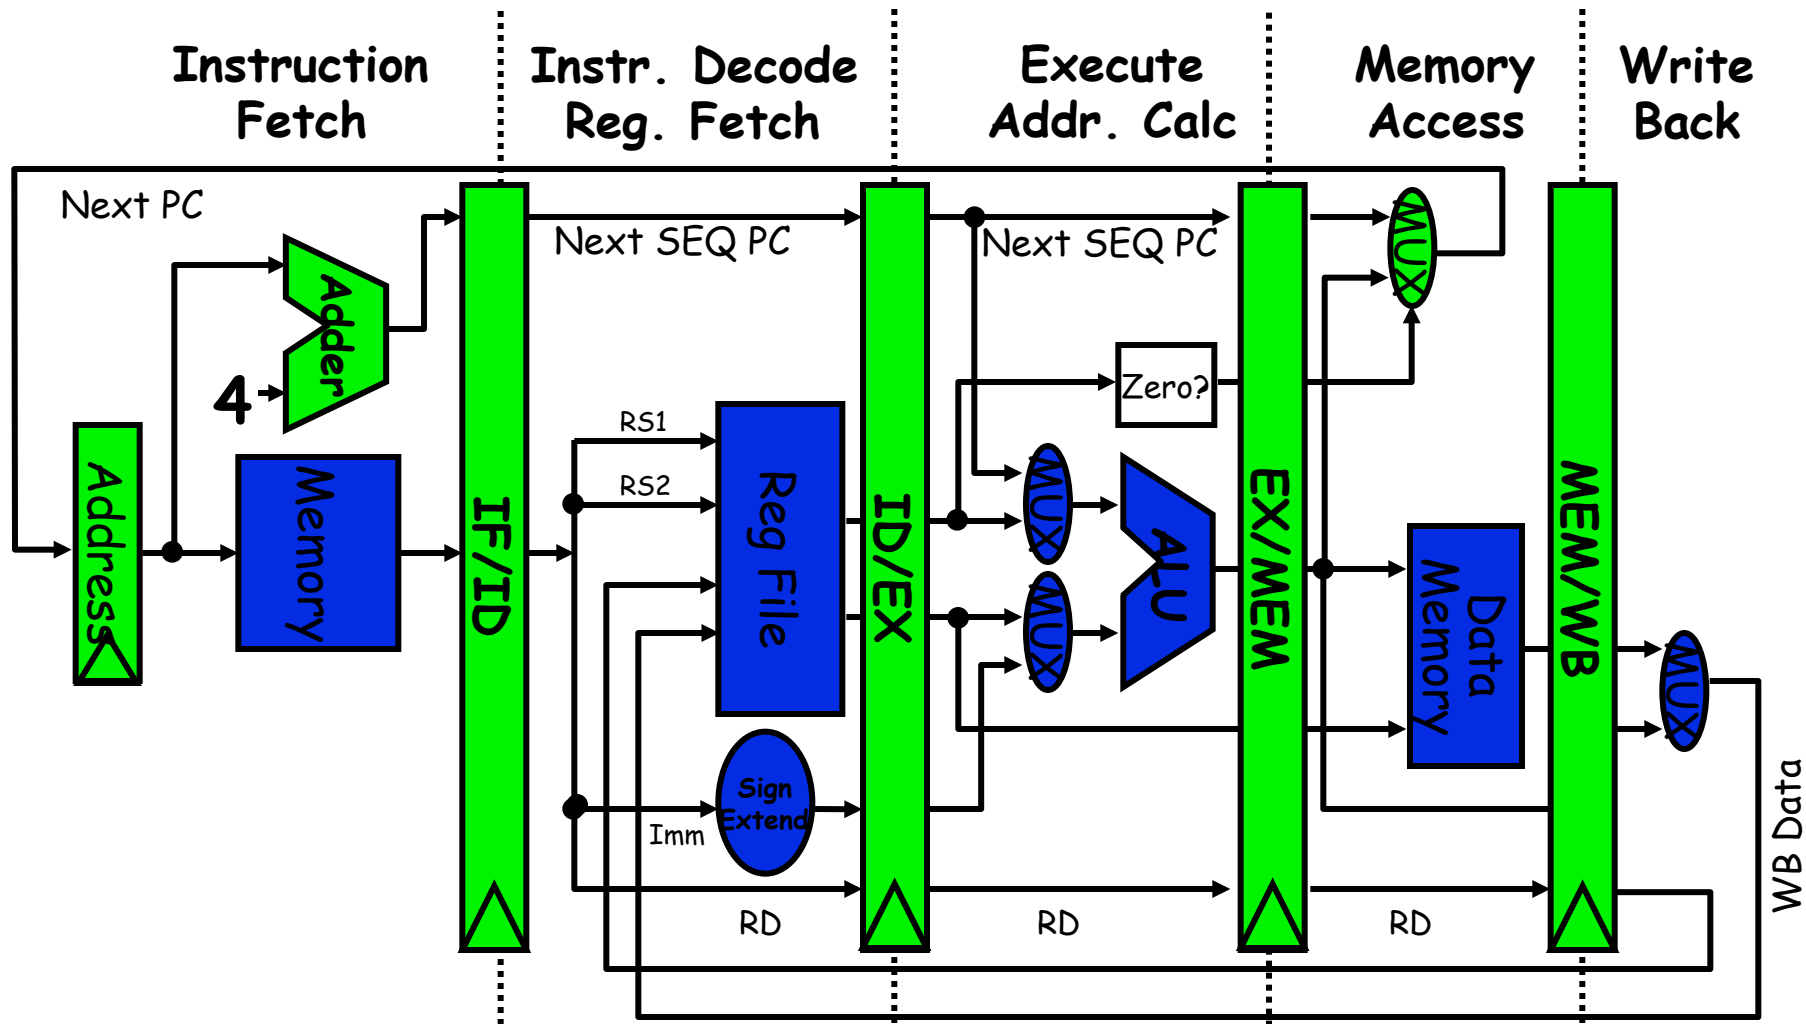 Instruction
Fetch
Instr. Decode
Reg. Fetch
Execute
Addr. Calc
Memory
Access
Write
Back
Next PC
Next SEQ PC
Next SEQ PC
MUX
Adder
4
Zero?
RS1
RS2
Address
Memory
IF/ID
Reg File
ID/EX
MUX
MUX
ALU
EX/MEM
Data
Memory
MEM/WB
MUX
Sign
Extend
Imm
WB Data
RD
RD
RD